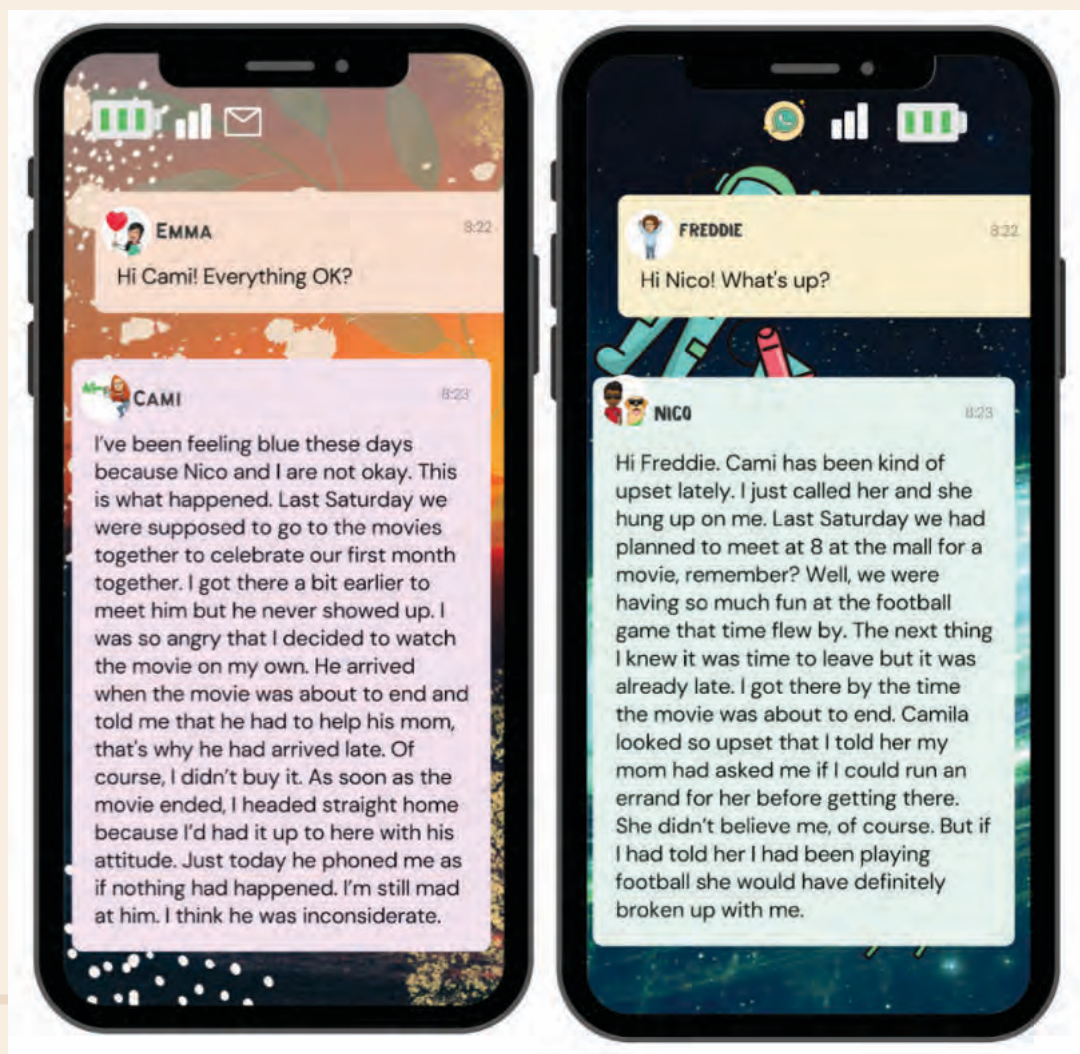 EMMA
8:22
Hi Cami! Everything OK?
CAMI
8:23
I've been feeling blue these days
because Nico and I are not okay. This
is what happened. Last Saturday we
were supposed to go to the movies
together to celebrate our first month
together. I got there a bit earlier to
meet him but he never showed up. I
was so angry that I decided to watch
the movie on my own. He arrived
when the movie was about to end and
told me that he had to help his mom,
that's why he had arrived late. Of
course, I didn't buy it. As soon as the
movie ended, I headed straight home
because I'd had it up to here with his
attitude. Just today he phoned me as
if nothing had happened. I'm still mad
at him. I think he was inconsiderate.
FREDDIE
8:22
Hi Nico! What's up?
NICO
8:23
Hi Freddie. Cami has been kind of
upset lately. I just called her and she
hung up on me. Last Saturday we had
planned to meet at 8 at the mall for a
movie, remember? Well, we were
having so much fun at the football
game that time flew by. The next thing
I knew it was time to leave but it was
already late. I got there by the time
the movie was about to end. Camila
looked so upset that I told her my
mom had asked me if I could run an
errand for her before getting there.
She didn't believe me, of course. But if
I had told her I had been playing
football she would have definitely
broken up with me.